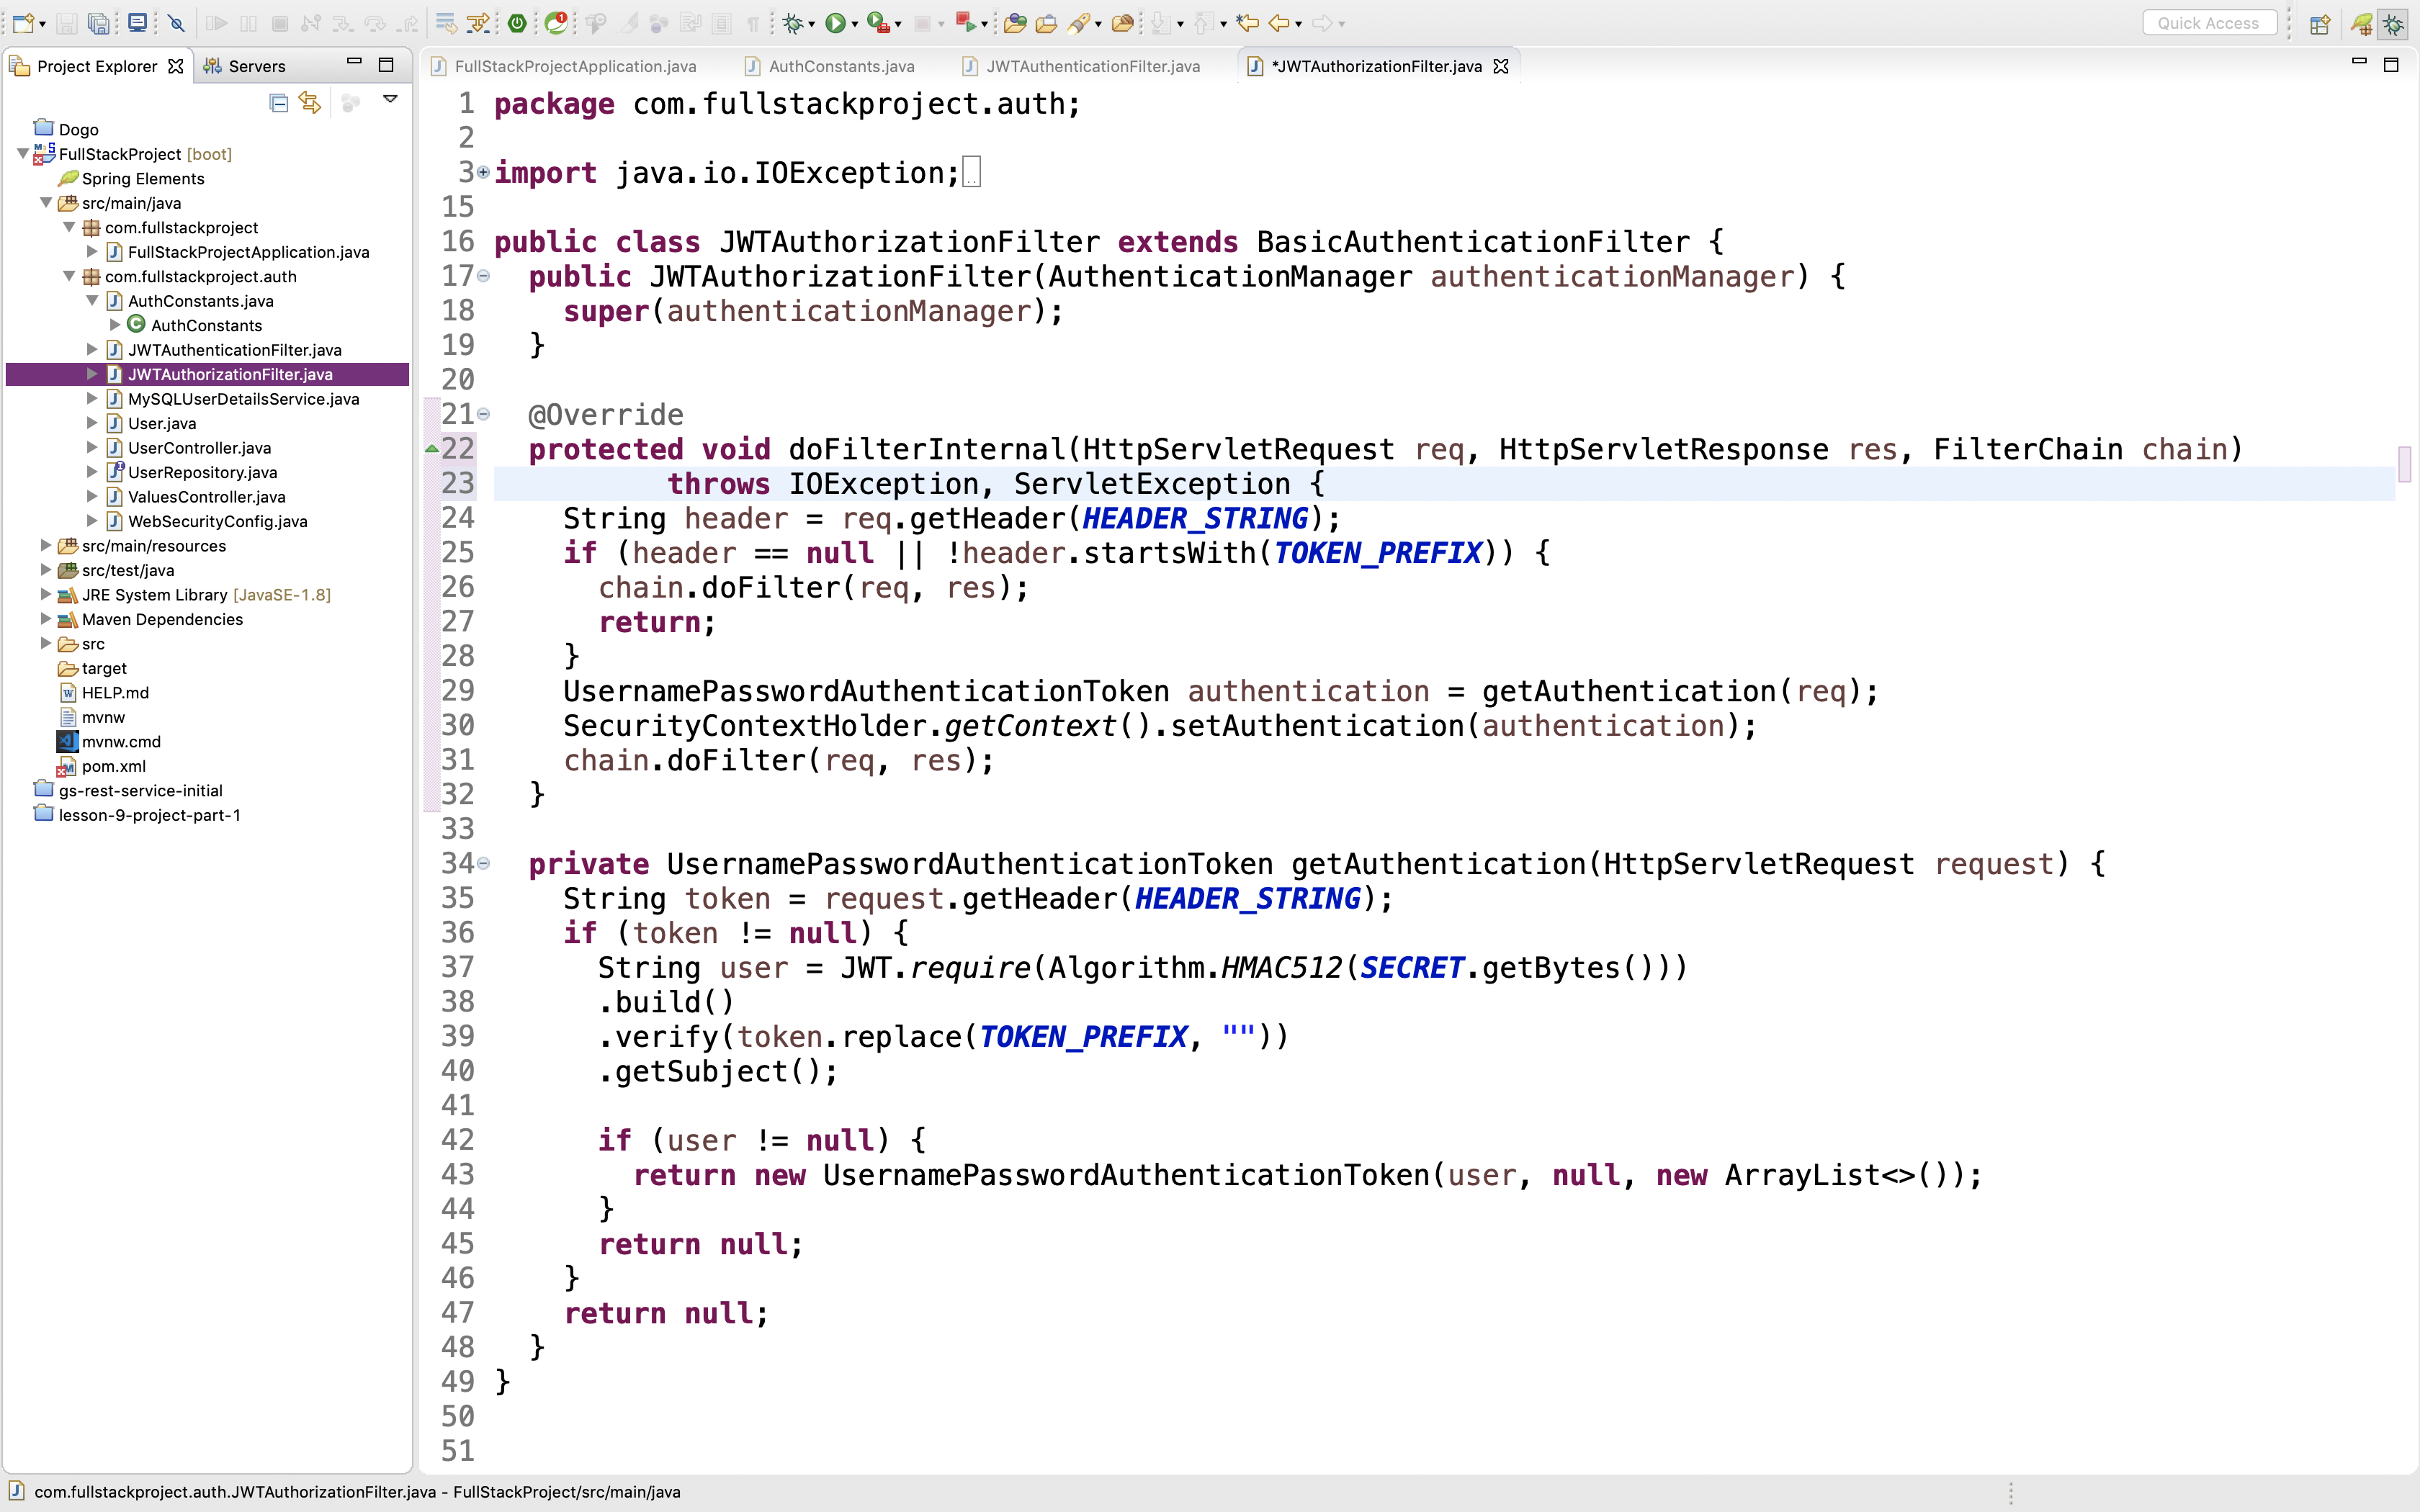 Quick Access
Project Explorer
Servers
FullStackProjectApplication.java
AuthConstants.java
JWTAuthenticationFilter.java
*JWTAuthorizationFilter.java
Dogo
FullStackProject [boot]
Spring Elements
src/main/java
com.fullstackproject
FullStackProjectApplication.java
com.fullstackproject.auth
AuthConstants.java
AuthConstants
JWTAuthenticationFilter.java
JWTAuthorizationFilter.java
MySQLUserDetailsService.java
User.java
UserController.java
UserRepository.java
ValuesController.java
WebSecurityConfig.java
src/main/resources
src/test/java
JRE System Library [JavaSE-1.8]
Maven Dependencies
src
target
HELP.md
mvnw
mvnw.cmd
pom.xml
gs-rest-service-initial
lesson-9-project-part-1
1 package com.fullstackproject.auth;
2
3 import java.io.IOException;
15
16 public class JWTAuthorizationFilter extends BasicAuthenticationFilter {
17 public JWTAuthorizationFilter(AuthenticationManager authenticationManager) {
18 super(authenticationManager);
19 }
20
21 @Override
22 protected void doFilterInternal(HttpServletRequest req, HttpServletResponse res, FilterChain chain)
23 throws IOException, ServletException {
24 String header = req.getHeader(HEADER_STRING);
25 if (header == null || !header.startsWith(TOKEN_PREFIX)) {
26 chain.doFilter(req, res);
27 return;
28 }
29 UsernamePasswordAuthenticationToken authentication = getAuthentication(req);
30 SecurityContextHolder.getContext().setAuthentication(authentication);
31 chain.doFilter(req, res);
32 }
33
34 private UsernamePasswordAuthenticationToken getAuthentication(HttpServletRequest request) {
35 String token = request.getHeader(HEADER_STRING);
36 if (token != null) {
37 String user = JWT.require(Algorithm.HMAC512(SECRET.getBytes()))
38 .build()
39 .verify(token.replace(TOKEN_PREFIX, ""))
40 .getSubject();
41
42 if (user != null) {
43 return new UsernamePasswordAuthenticationToken(user, null, new ArrayList<>());
44 }
45 return null;
46 }
47 return null;
48 }
49 }
50
51
com.fullstackproject.auth.JWTAuthorizationFilter.java - FullStackProject/src/main/java